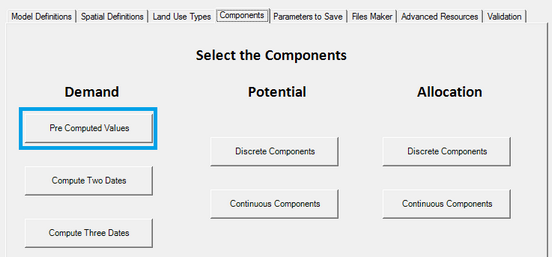 Model Definitions Spatial Definitions Land Use Types Components Parameters to Save Files Maker Advanced Resources Validation
Select the Components
Demand Potential Allocation
Pre Computed Values
Discrete Components Discrete Components
Compute Two Dates
Continuous Components Continuous Components
Compute Three Dates